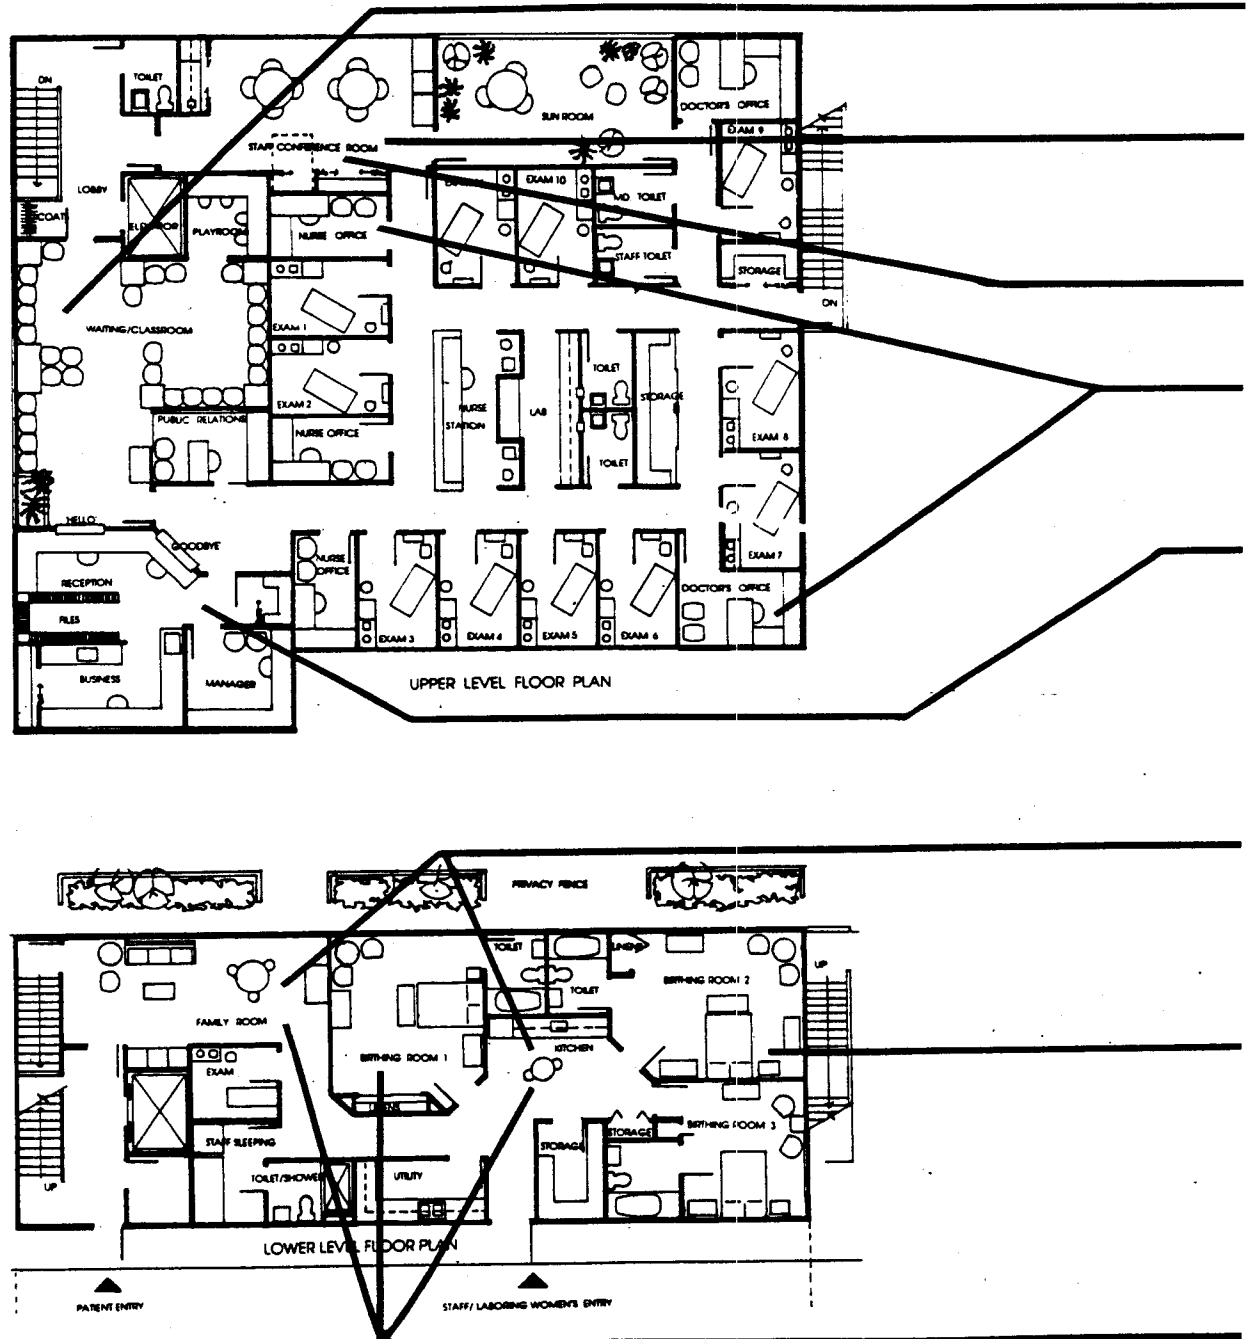 DN
TOILET
SUN ROOM
DOCTOR'S OFFICE
EXAM 9
STAFF CONFERENCE ROOM
LOBBY
EXAM 10
MD. TOILET
COAT
PLAYROOM
NURSE OFFICE
STAFF TOILET
STORAGE
DN
WAITING/CLASSROOM
EXAM 1
TOILET
EXAM 2
NURSE
STATION
LAB
STORAGE
PUBLIC RELATIONS
NURSE OFFICE
EXAM 8
TOILET
HELLO
GOODBYE
NURSE
OFFICE
EXAM 7
RECEPTION
DOCTOR'S OFFICE
FILES
EXAM 3
EXAM 4
EXAM 5
EXAM 6
BUSINESS
MANAGER
UPPER LEVEL FLOOR PLAN
PRIVACY FENCE
TOILET
LINENS
UP
BIRTHING ROOM 2
TOILET
FAMILY ROOM
KITCHEN
BIRTHING ROOM 1
EXAM
LINENS
BIRTHING ROOM 3
STORAGE
STAFF SLEEPING
STORAGE
TOILET/SHOWER
UTILITY
UP
LOWER LEVEL FLOOR PLAN
PATIENT ENTRY
STAFF/LABORING WOMEN'S ENTRY